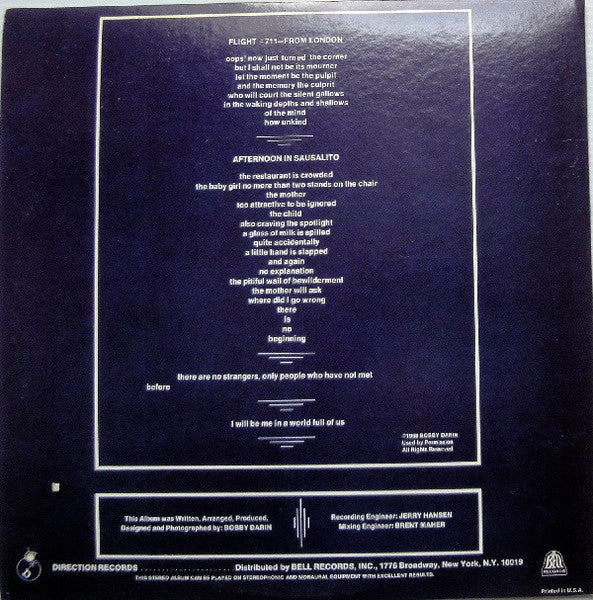 FLIGHT #711—FROM LONDON
oops' now just turned the corner
but I shall not be its mourner
let the moment be the pulpit
and the memory the culprit
who will court the silent gallows
in the waking depths and shallows
of the mind
how unkind
AFTERNOON IN SAUSALITO
the restaurant is crowded
the baby girl no more than two stands on the chair
the mother
too attractive to be ignored
the child
also craving the spotlight
a glass of milk is spilled
quite accidentally
a little hand is slapped
and again
no explanation
the pitiful wail of bewilderment
the mother will ask
where did I go wrong
there
is
no
beginning
there are no strangers, only people who have not met
before
I will be me in a world full of us
©1968 BOBBY DARIN
Used by Permission
All Rights Reserved
This Album was Written, Arranged, Produced,
Designed and Photographed by: BOBBY DARIN
Recording Engineer: JERRY HANSEN
Mixing Engineer: BRENT MAHER
DIRECTION RECORDS . . . . . . . . . . . . . . . . . . Distributed by BELL RECORDS, INC., 1776 Broadway, New York, N.Y. 10019
THIS STEREO ALBUM CAN BE PLAYED ON STEREOPHONIC AND MONAURAL EQUIPMENT WITH EXCELLENT RESULTS.
BELL
RECORDS
Printed in U.S.A.